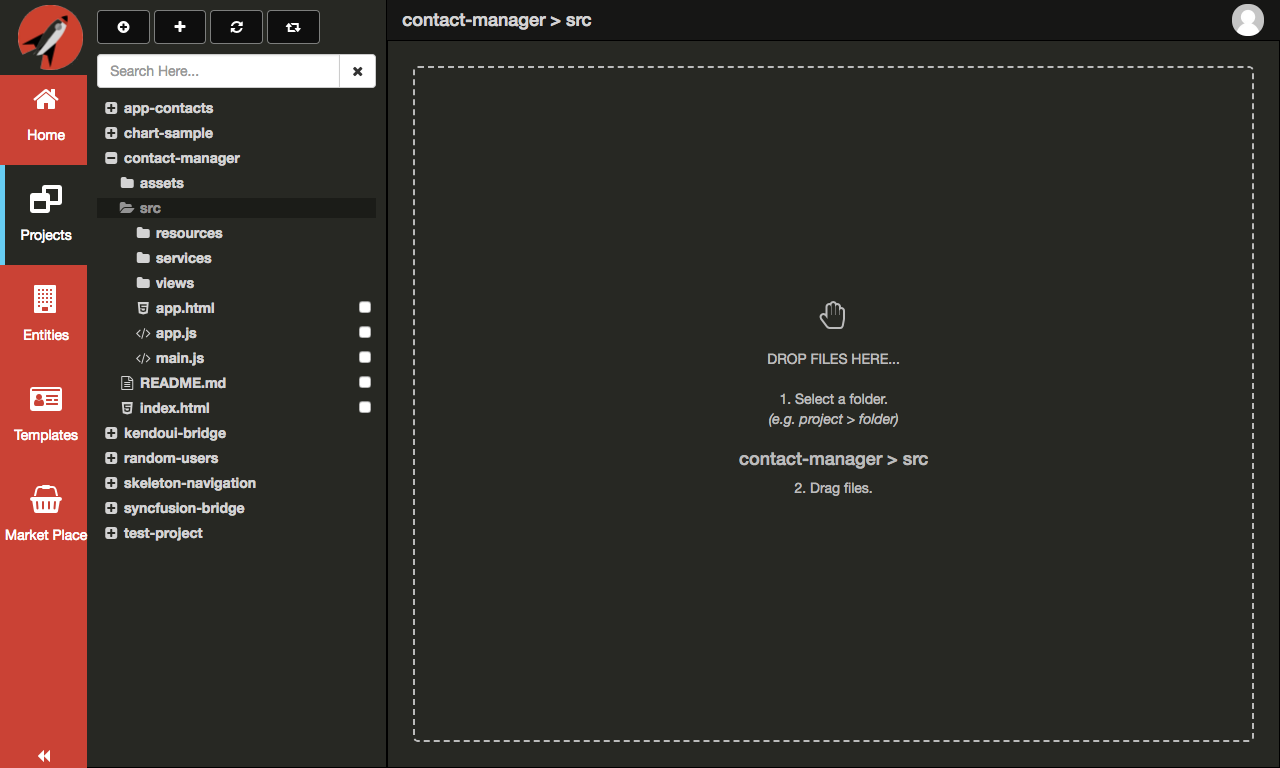 contact-manager > src
Search Here...
Home
Projects
Entities
Templates
Market Place
app-contacts
chart-sample
contact-manager
assets
src
resources
services
views
app.html
app.js
main.js
README.md
index.html
kendoui-bridge
random-users
skeleton-navigation
syncfusion-bridge
test-project
DROP FILES HERE...
1. Select a folder.
(e.g. project > folder)
contact-manager > src
2. Drag files.